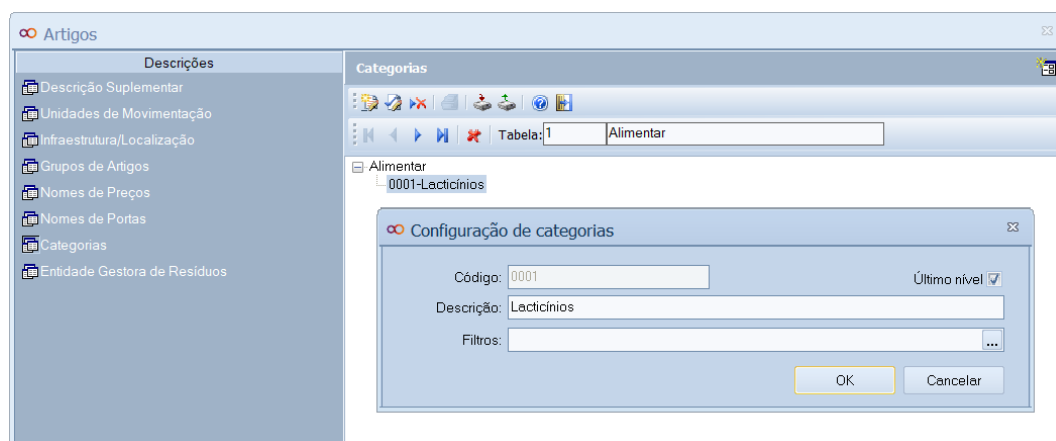 Artigos
Descrições
Descrição Suplementar
Unidades de Movimentação
Infraestrutura/Localização
Grupos de Artigos
Nomes de Preços
Nomes de Portas
Categorias
Entidade Gestora de Resíduos
Categorias
Tabela: 1 Alimentar
Alimentar
0001-Lacticínios
Configuração de categorias
Código: 0001 Último nível
Descrição: Lacticínios
Filtros: ...
OK Cancelar